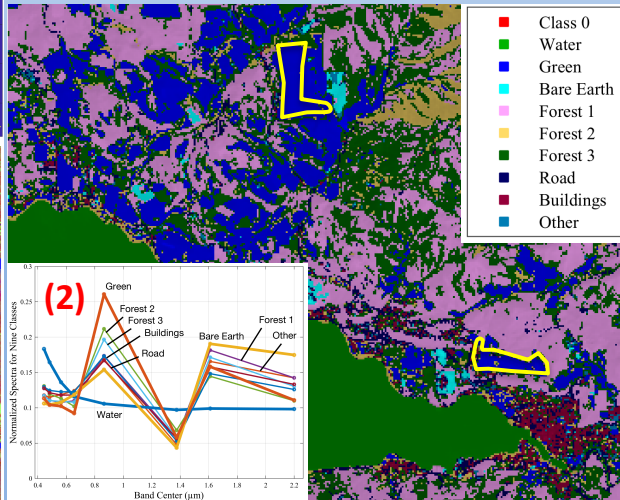 Class 0
Water
Green
Bare Earth
Forest 1
Forest 2
Forest 3
Road
Buildings
Other
(2)
Normalized Spectra for Nine Classes
0.3
0.25
0.2
0.15
0.1
0.05
0
Green
Forest 2
Forest 3
Buildings
Road
Water
Bare Earth
Forest 1
Other
0.4 0.6 0.8 1 1.2 1.4 1.6 1.8 2 2.2
Band Center (µm)